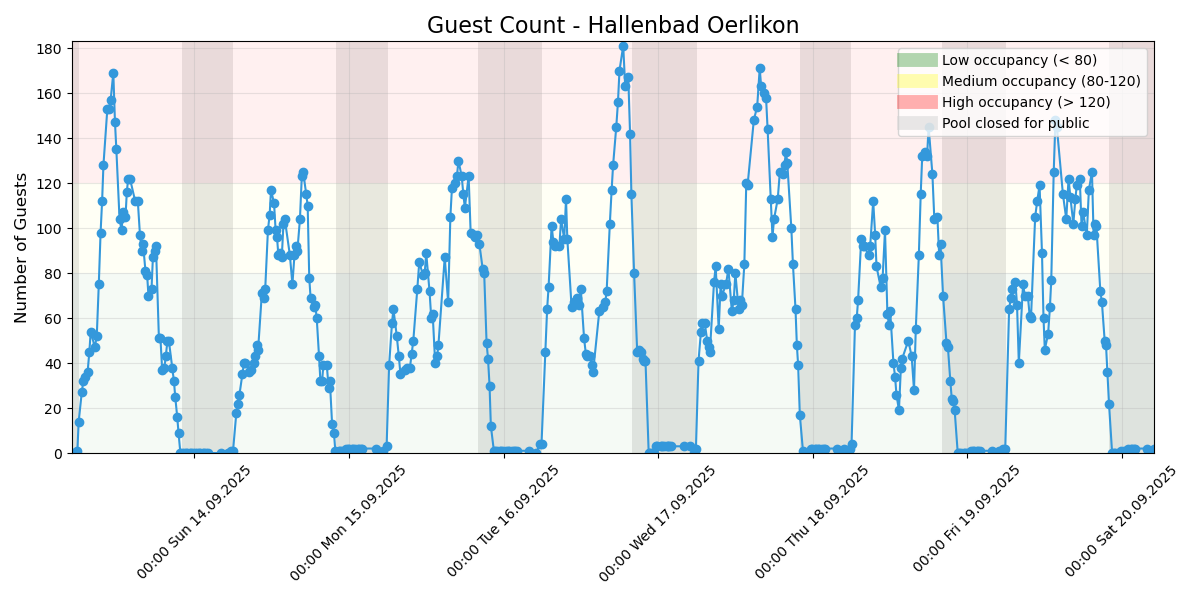 Guest Count - Hallenbad Oerlikon
Number of Guests
180
160
140
120
100
80
60
40
20
0
Low occupancy (< 80)
Medium occupancy (80-120)
High occupancy (> 120)
Pool closed for public
00:00 Sun 14.09.2025
00:00 Mon 15.09.2025
00:00 Tue 16.09.2025
00:00 Wed 17.09.2025
00:00 Thu 18.09.2025
00:00 Fri 19.09.2025
00:00 Sat 20.09.2025